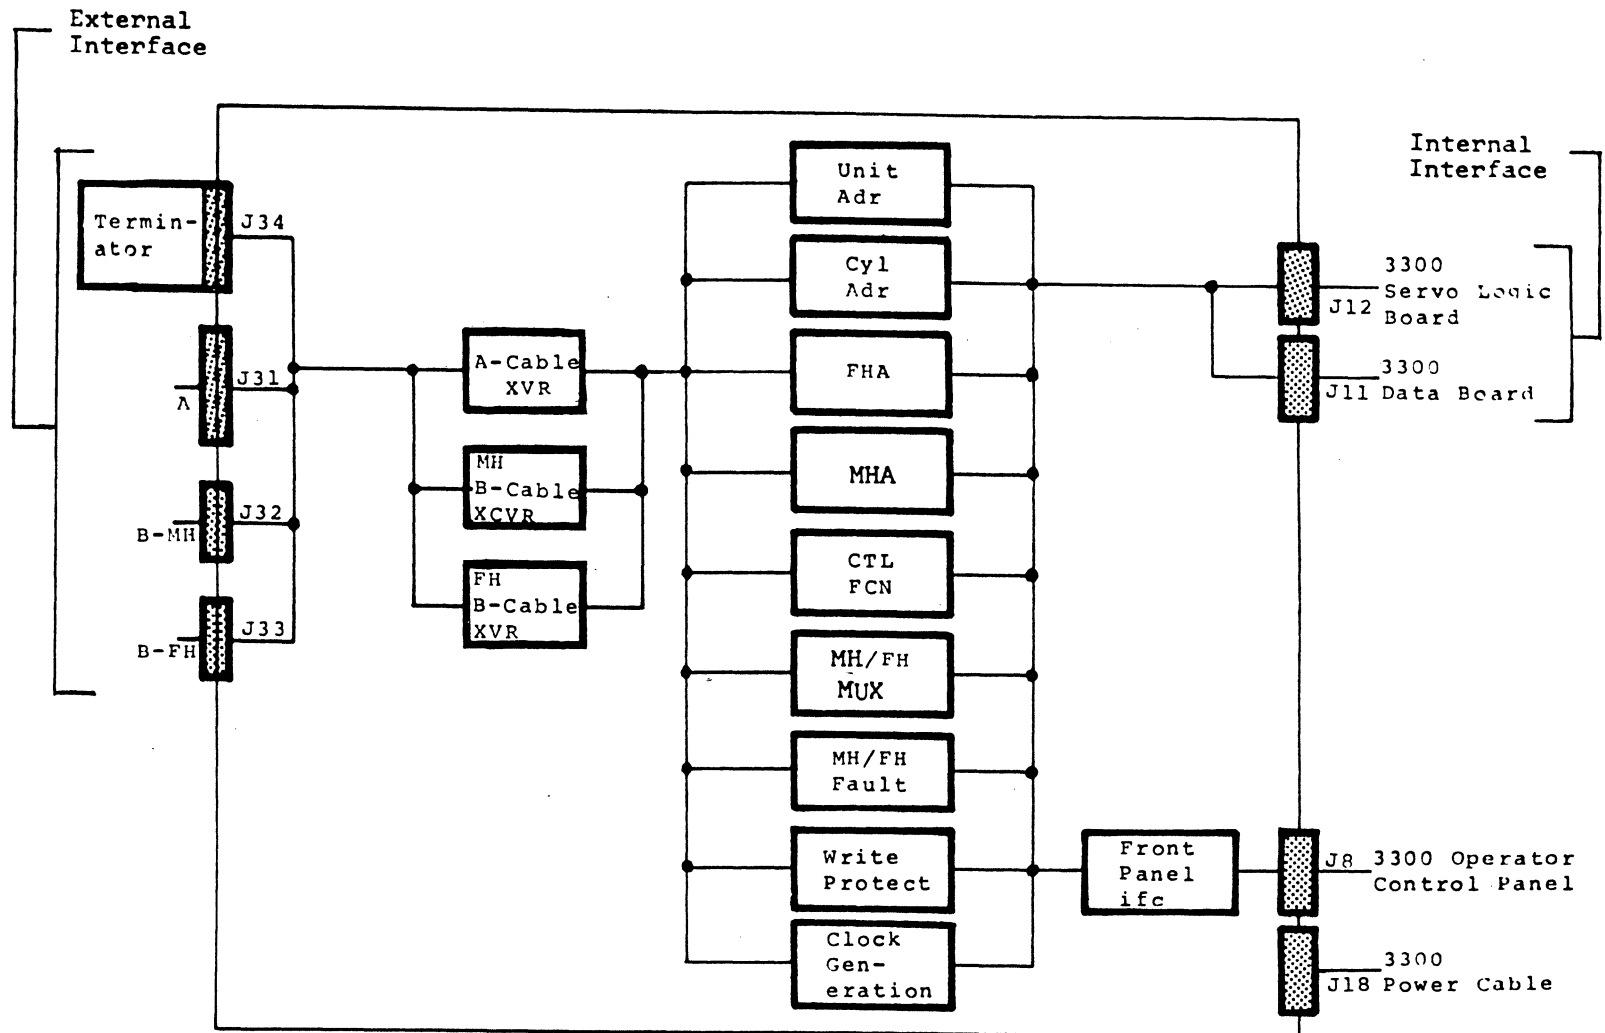 External
Interface
Internal
Interface
Termin-
ator
J34
J31
A
J32
B-MH
J33
B-FH
A-Cable
XVR
MH
B-Cable
XCVR
FH
B-Cable
XVR
Unit
Adr
Cyl
Adr
FHA
MHA
CTL
FCN
MH/FH
MUX
MH/FH
Fault
Write
Protect
Clock
Gen-
eration
Front
Panel
ifc
J12
3300
Servo Logic
Board
J11
3300
Data Board
J8
3300 Operator
Control Panel
J18
3300
Power Cable